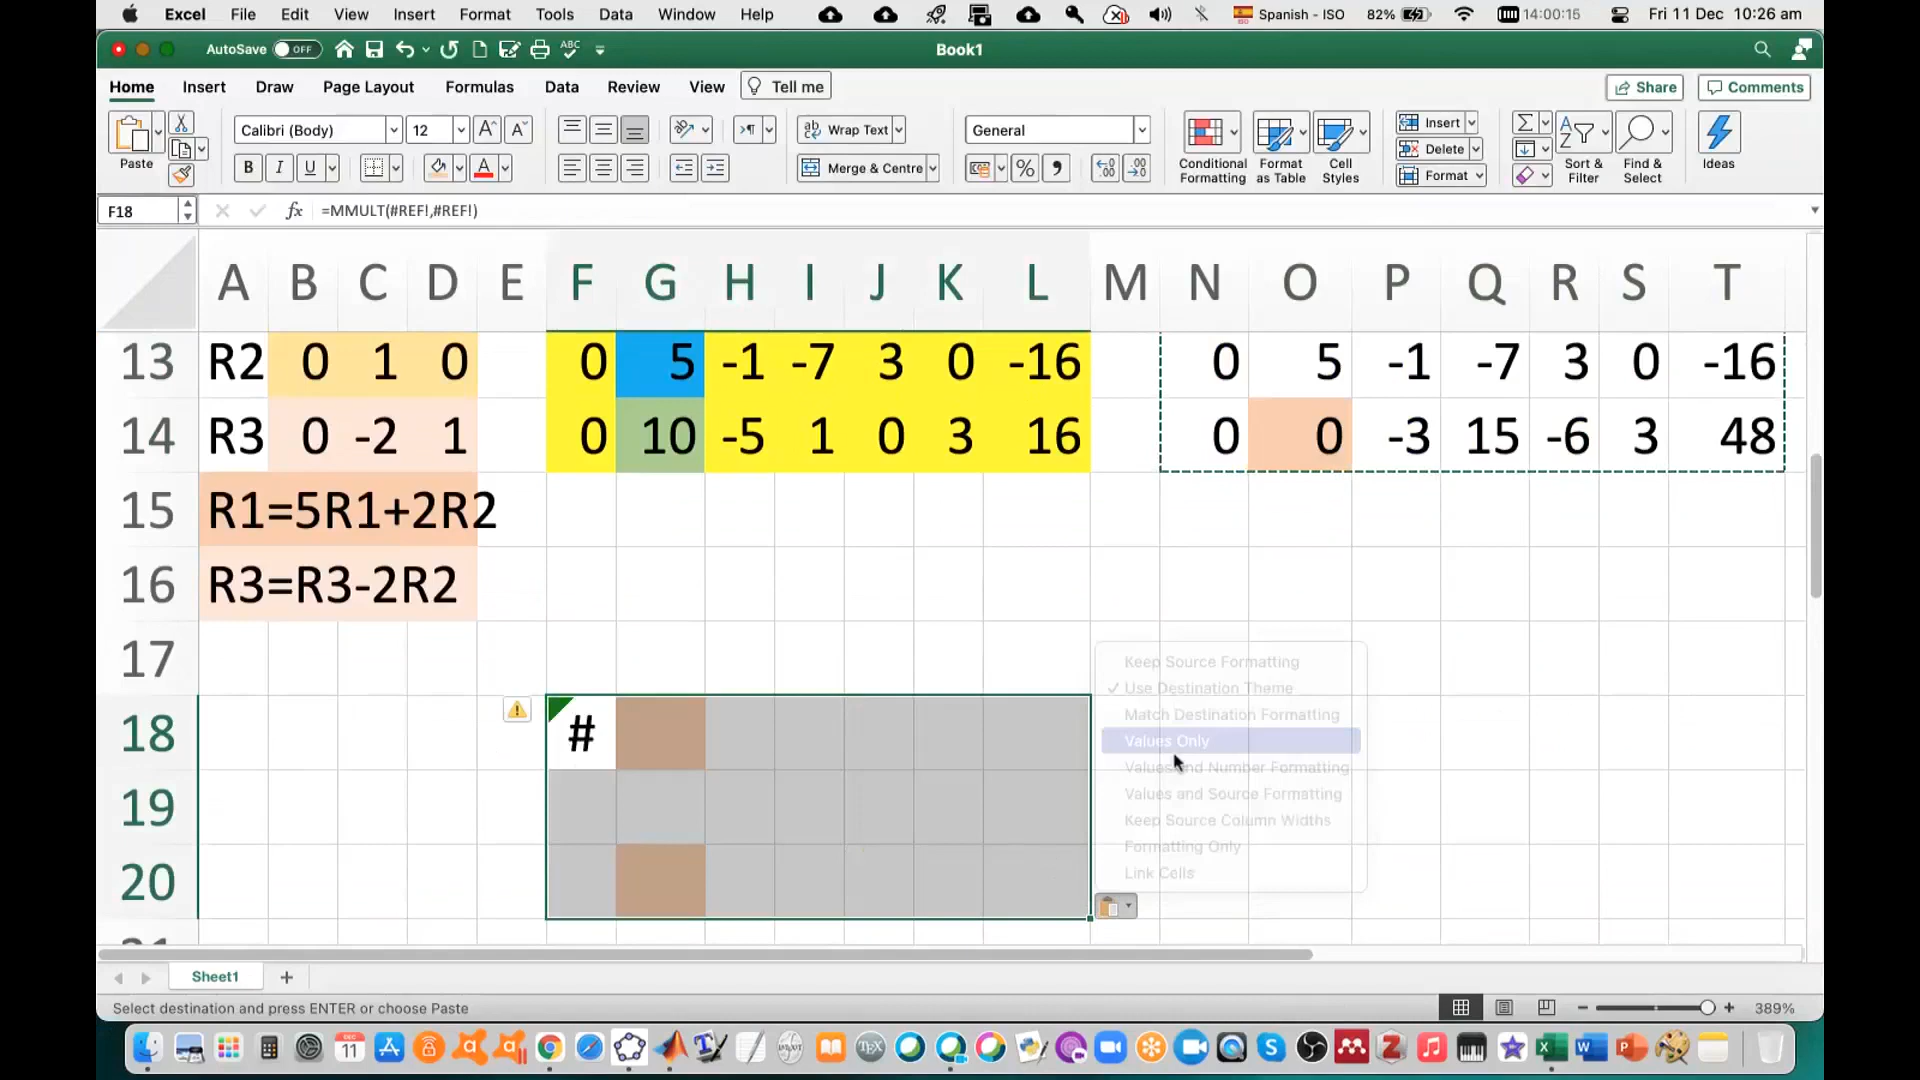 Excel File Edit View Insert Format Tools Data Window Help Spanish - ISO 82% 14:00:15 Fri 11 Dec 10:26 am
AutoSave OFF ABC Book1
Home Insert Draw Page Layout Formulas Data Review View Tell me Share Comments
Paste Calibri (Body) 12 A A Wrap Text General Insert
B I U A Merge & Centre % Delete
Conditional Formatting Format as Table Cell Styles Format Sort & Filter Find & Select Ideas
F18 fx =MMULT(#REF!,#REF!)
A B C D E F G H I J K L M N O P Q R S T
13 R2 0 1 0 0 5 -1 -7 3 0 -16 0 5 -1 -7 3 0 -16
14 R3 0 -2 1 0 10 -5 1 0 3 16 0 0 -3 15 -6 3 48
15 R1=5R1+2R2
16 R3=R3-2R2
17
Keep Source Formatting
✓ Use Destination Theme
18 #
Match Destination Formatting
Values Only
Values and Number Formatting
Values and Source Formatting
19
Keep Source Column Widths
Formatting Only
Link Cells
20
Sheet1 +
Select destination and press ENTER or choose Paste 389%
DEC 11 TEX